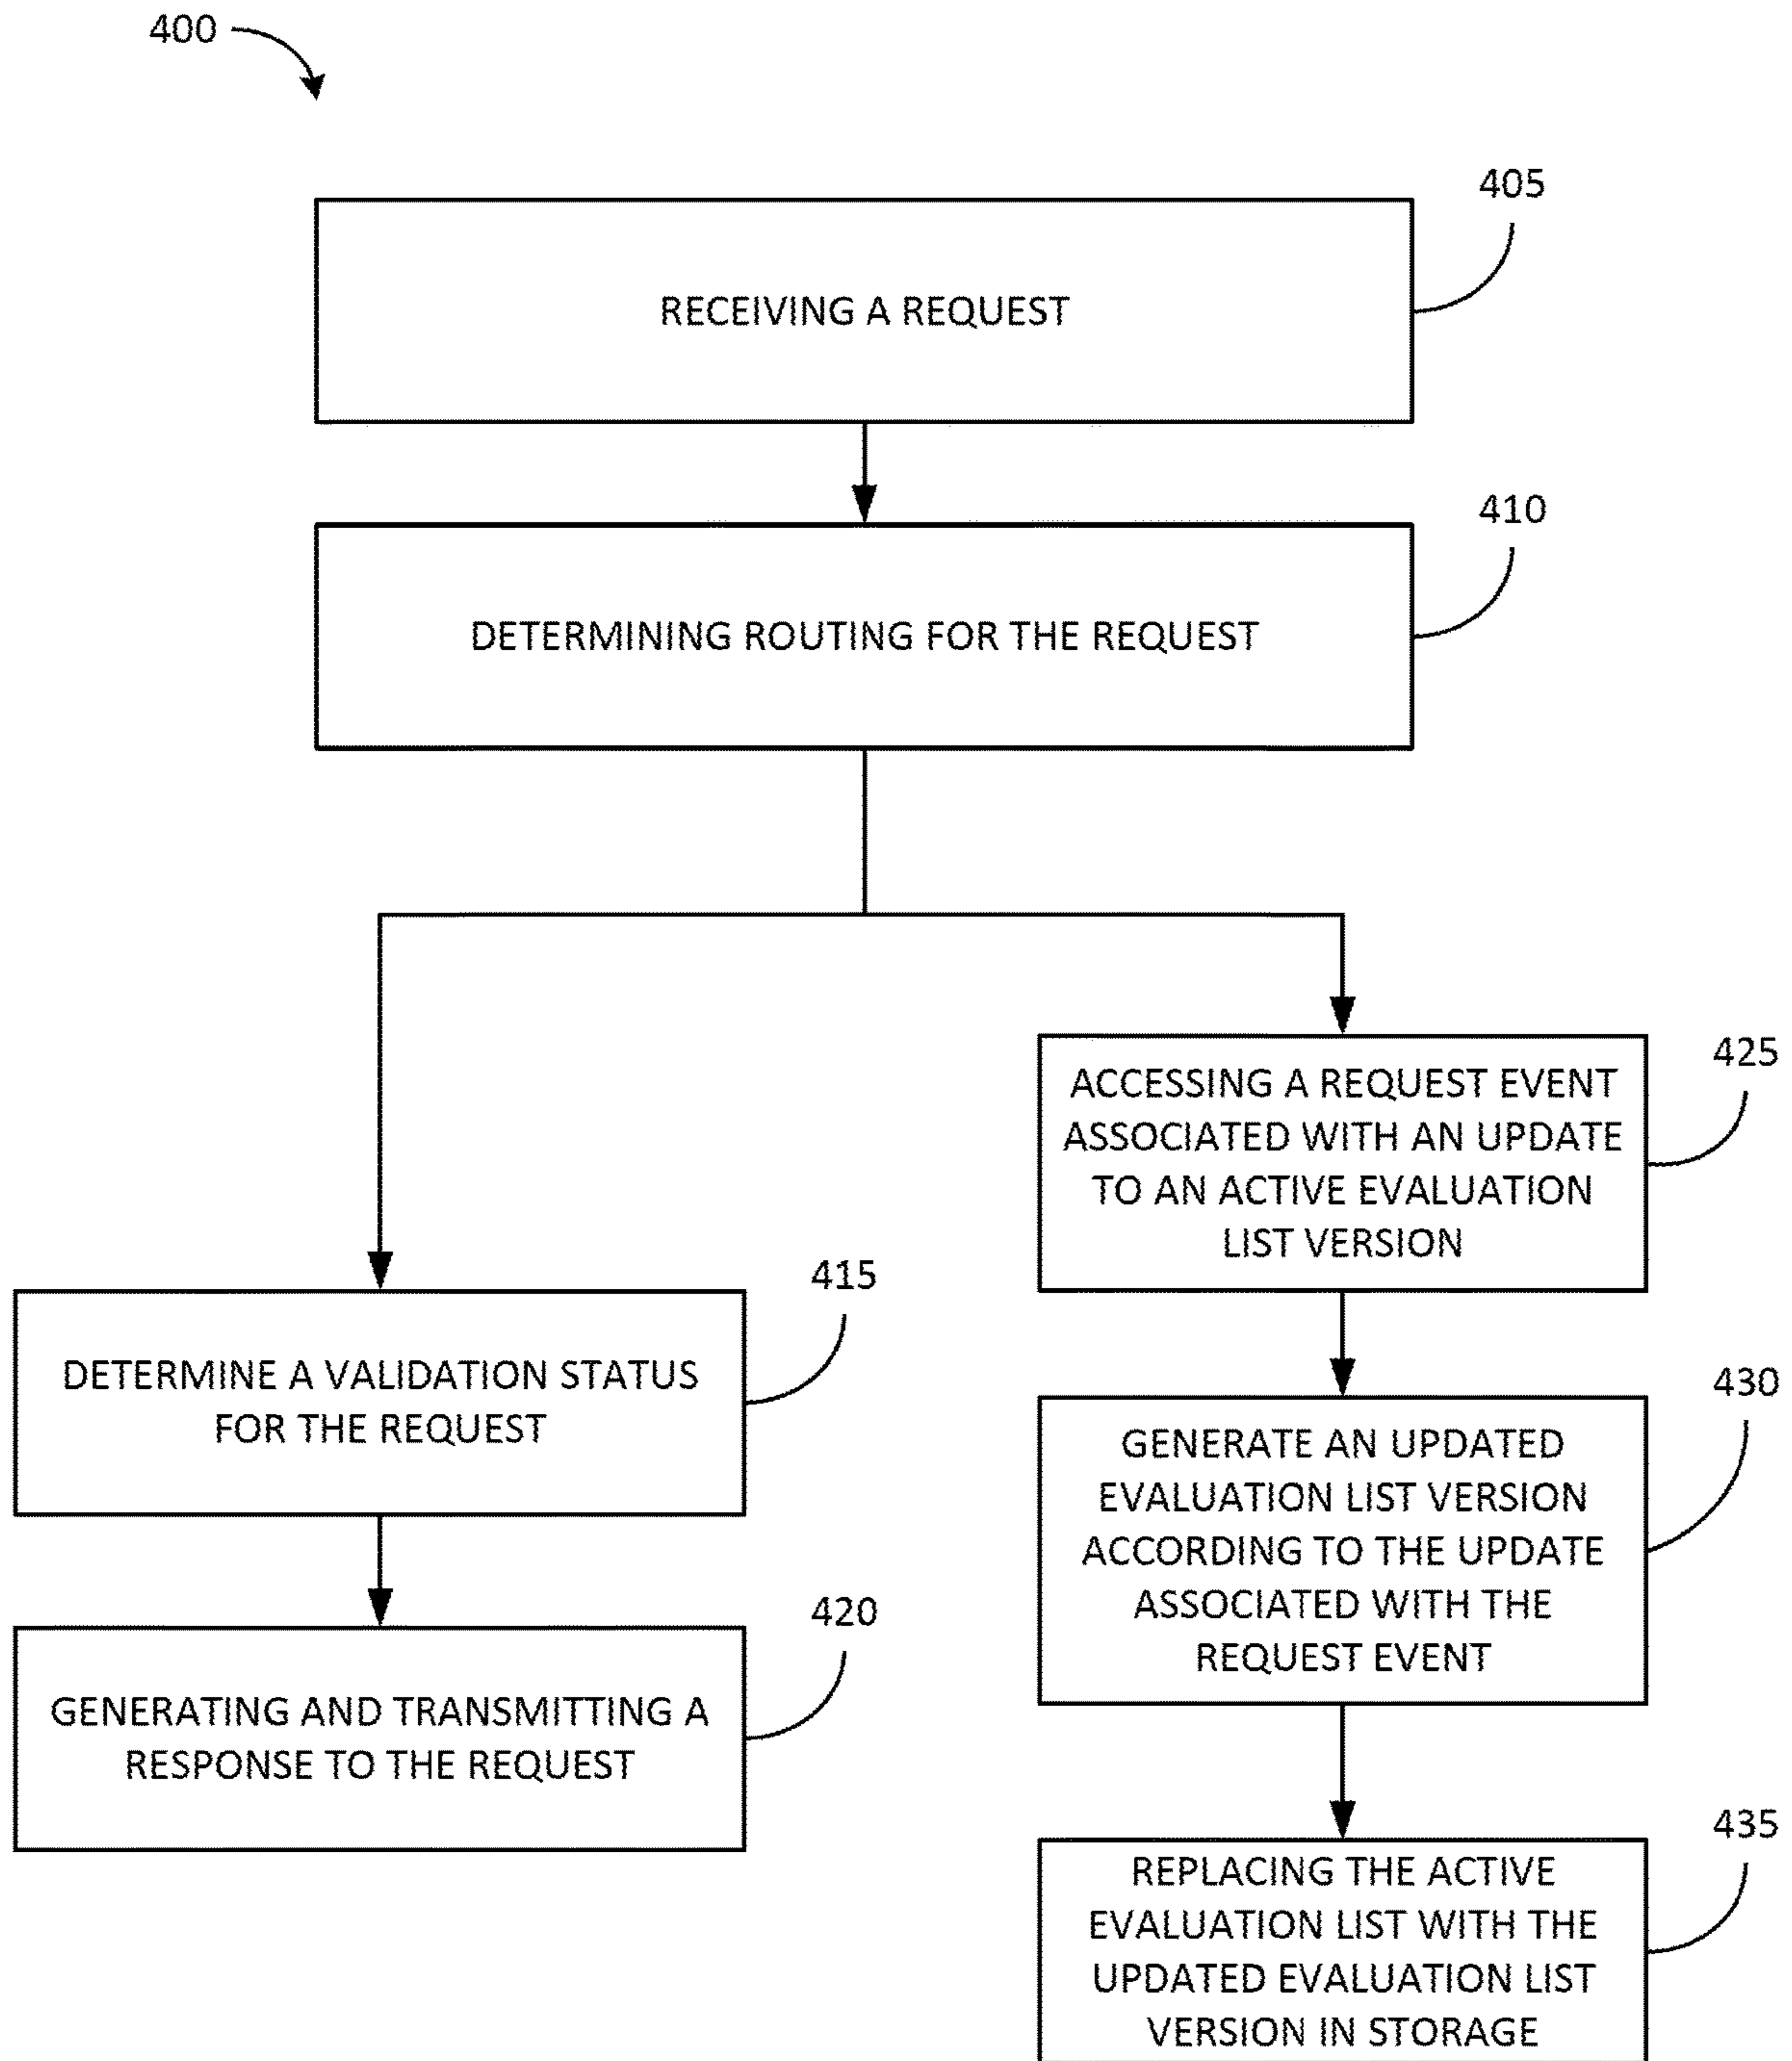 400
405
RECEIVING A REQUEST
410
DETERMINING ROUTING FOR THE REQUEST
415
DETERMINE A VALIDATION STATUS
FOR THE REQUEST
420
GENERATING AND TRANSMITTING A
RESPONSE TO THE REQUEST
425
ACCESSING A REQUEST EVENT
ASSOCIATED WITH AN UPDATE
TO AN ACTIVE EVALUATION
LIST VERSION
430
GENERATE AN UPDATED
EVALUATION LIST VERSION
ACCORDING TO THE UPDATE
ASSOCIATED WITH THE
REQUEST EVENT
435
REPLACING THE ACTIVE
EVALUATION LIST WITH THE
UPDATED EVALUATION LIST
VERSION IN STORAGE